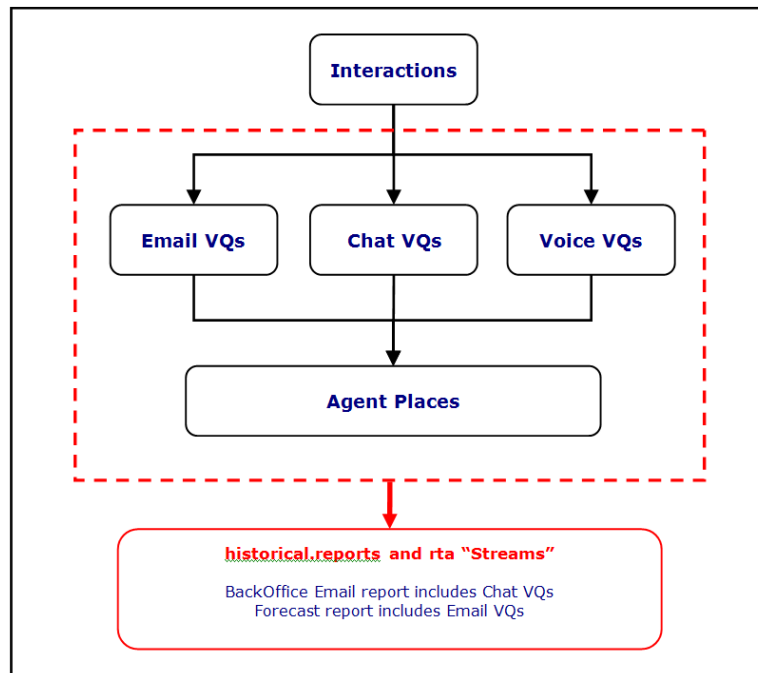 Interactions
Email VQs
Chat VQs
Voice VQs
Agent Places
historical.reports and rta “Streams”
BackOffice Email report includes Chat VQs
Forecast report includes Email VQs